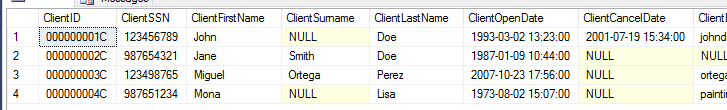 Messages
ClientID ClientSSN ClientFirstName ClientSurname ClientLastName ClientOpenDate ClientCancelDate ClientE
1 000000001C 123456789 John NULL Doe 1993-03-02 13:23:00 2001-07-19 15:34:00 johnd
2 000000002C 987654321 Jane Smith Doe 1987-01-09 10:44:00 NULL NULL
3 000000003C 123498765 Miguel Ortega Perez 2007-10-23 17:56:00 NULL ortega
4 000000004C 987651234 Mona NULL Lisa 1973-08-02 15:07:00 NULL paintin